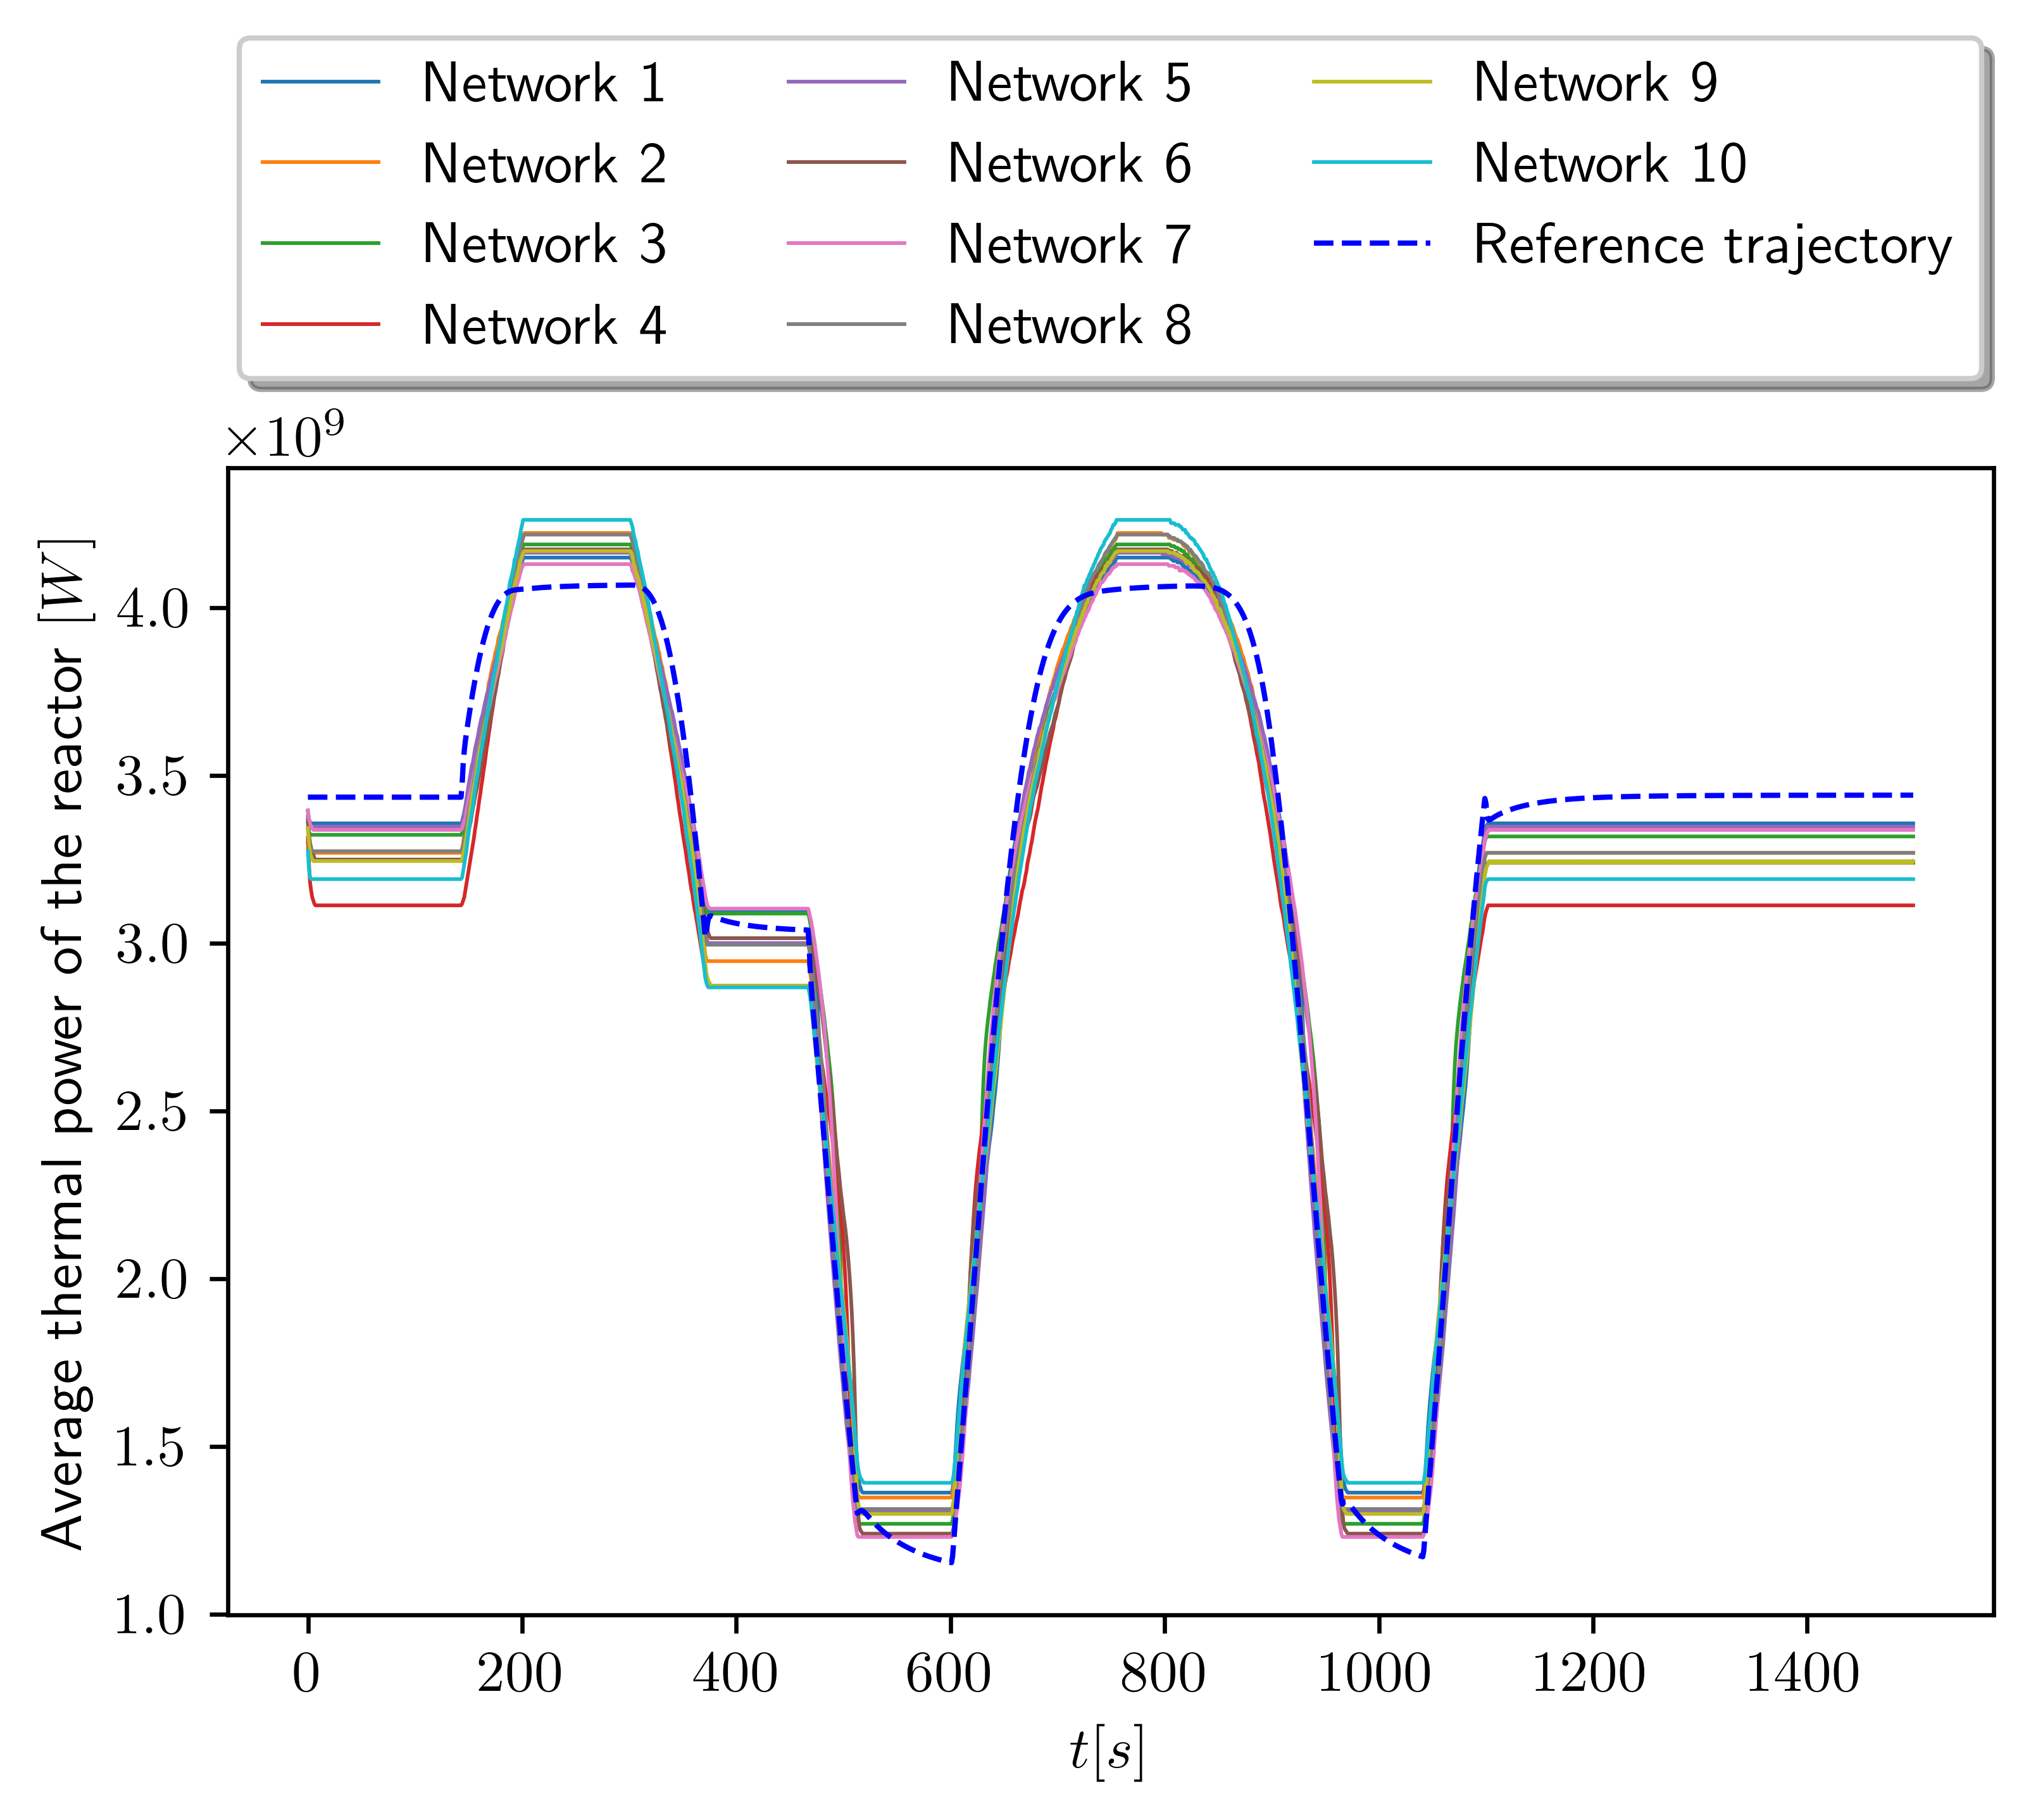 Network 1
Network 2
Network 3
Network 4
Network 5
Network 6
Network 7
Network 8
Network 9
Network 10
Reference trajectory
×10⁹
Average thermal power of the reactor [W]
4.0
3.5
3.0
2.5
2.0
1.5
1.0
0 200 400 600 800 1000 1200 1400
t[s]